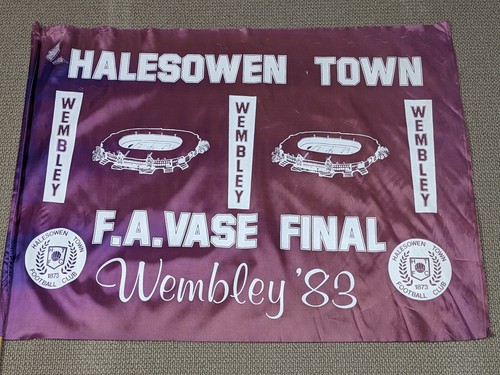 HALESOWEN TOWN
WEMBLEY
WEMBLEY
WEMBLEY
F.A. VASE FINAL
Wembley '83
HALESOWEN TOWN
1873
FOOTBALL CLUB
HALESOWEN TOWN
1873
FOOTBALL CLUB